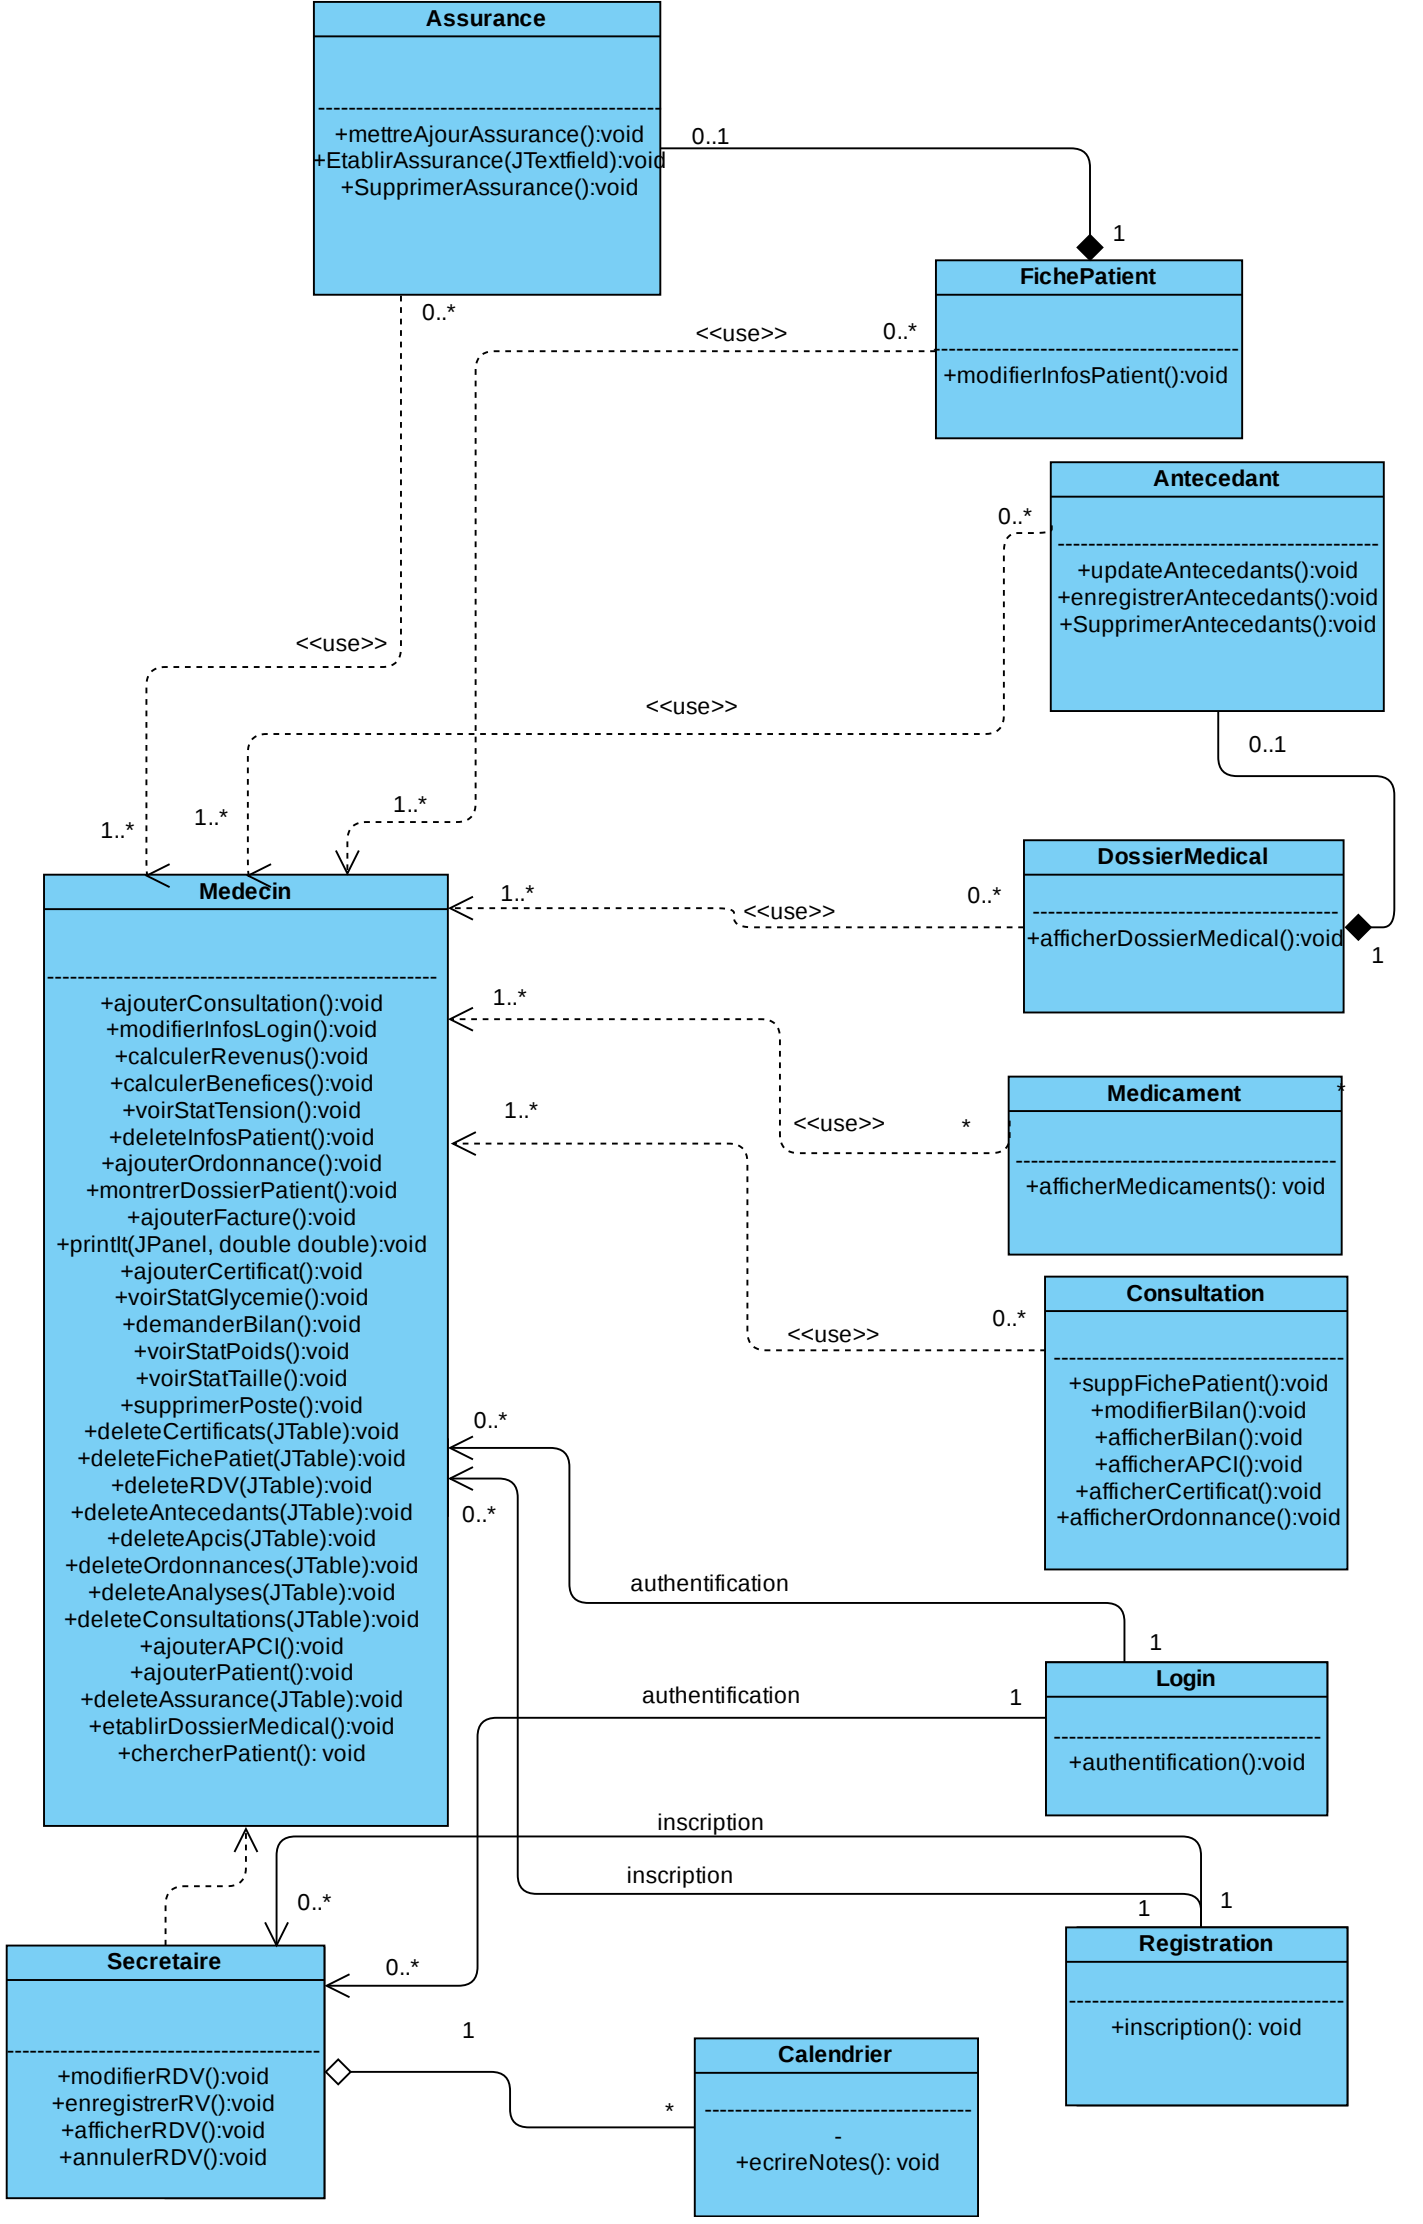 Assurance
+mettreAjourAssurance():void
+EtablirAssurance(JTextfield):void
+SupprimerAssurance():void
0..1
1
FichePatient
+modifierInfosPatient():void
0..*
<<use>>
0..*
Antecedant
+updateAntecedants():void
+enregistrerAntecedants():void
+SupprimerAntecedants():void
0..*
<<use>>
<<use>>
0..1
1..*
1..*
1..*
DossierMedical
+afficherDossierMedical():void
1
1..*
<<use>>
0..*
Medecin
+ajouterConsultation():void
+modifierInfosLogin():void
+calculerRevenus():void
+calculerBenefices():void
+voirStatTension():void
+deleteInfosPatient():void
+ajouterOrdonnance():void
+montrerDossierPatient():void
+ajouterFacture():void
+printIt(JPanel, double double):void
+ajouterCertificat():void
+voirStatGlycemie():void
+demanderBilan():void
+voirStatPoids():void
+voirStatTaille():void
+supprimerPoste():void
+deleteCertificats(JTable):void
+deleteFichePatiet(JTable):void
+deleteRDV(JTable):void
+deleteAntecedants(JTable):void
+deleteApcis(JTable):void
+deleteOrdonnances(JTable):void
+deleteAnalyses(JTable):void
+deleteConsultations(JTable):void
+ajouterAPCI():void
+ajouterPatient():void
+deleteAssurance(JTable):void
+etablirDossierMedical():void
+chercherPatient(): void
1..*
<<use>>
*
Medicament
*
+afficherMedicaments(): void
1..*
<<use>>
0..*
Consultation
+suppFichePatient():void
+modifierBilan():void
+afficherBilan():void
+afficherAPCI():void
+afficherCertificat():void
+afficherOrdonnance():void
0..*
0..*
authentification
1
Login
+authentification():void
authentification
1
inscription
inscription
0..*
1
1
Registration
+inscription(): void
0..*
Secretaire
+modifierRDV():void
+enregistrerRV():void
+afficherRDV():void
+annulerRDV():void
1
*
Calendrier
-
+ecrireNotes(): void